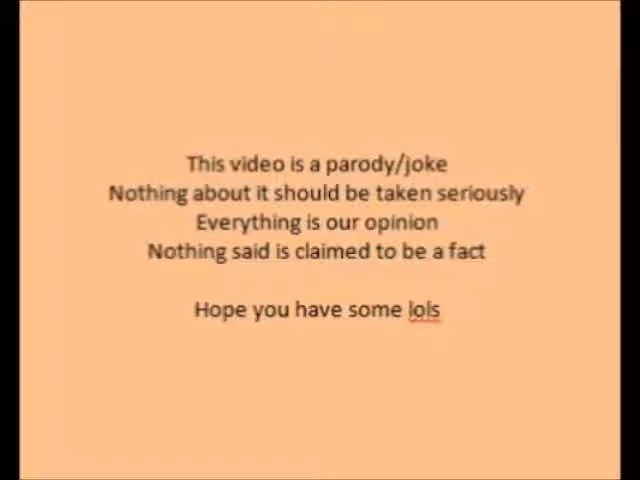 This video is a parody/joke
Nothing about it should be taken seriously
Everything is our opinion
Nothing said is claimed to be a fact
Hope you have some lols